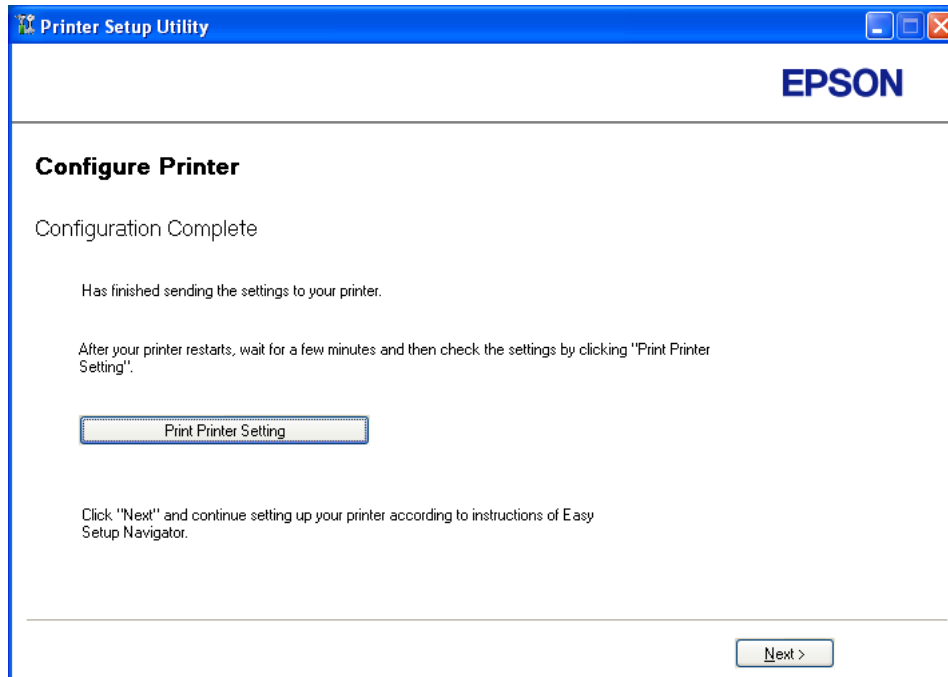 Printer Setup Utility
EPSON
Configure Printer
Configuration Complete
Has finished sending the settings to your printer.
After your printer restarts, wait for a few minutes and then check the settings by clicking "Print Printer
Setting".
Print Printer Setting
Click "Next" and continue setting up your printer according to instructions of Easy
Setup Navigator.
Next >